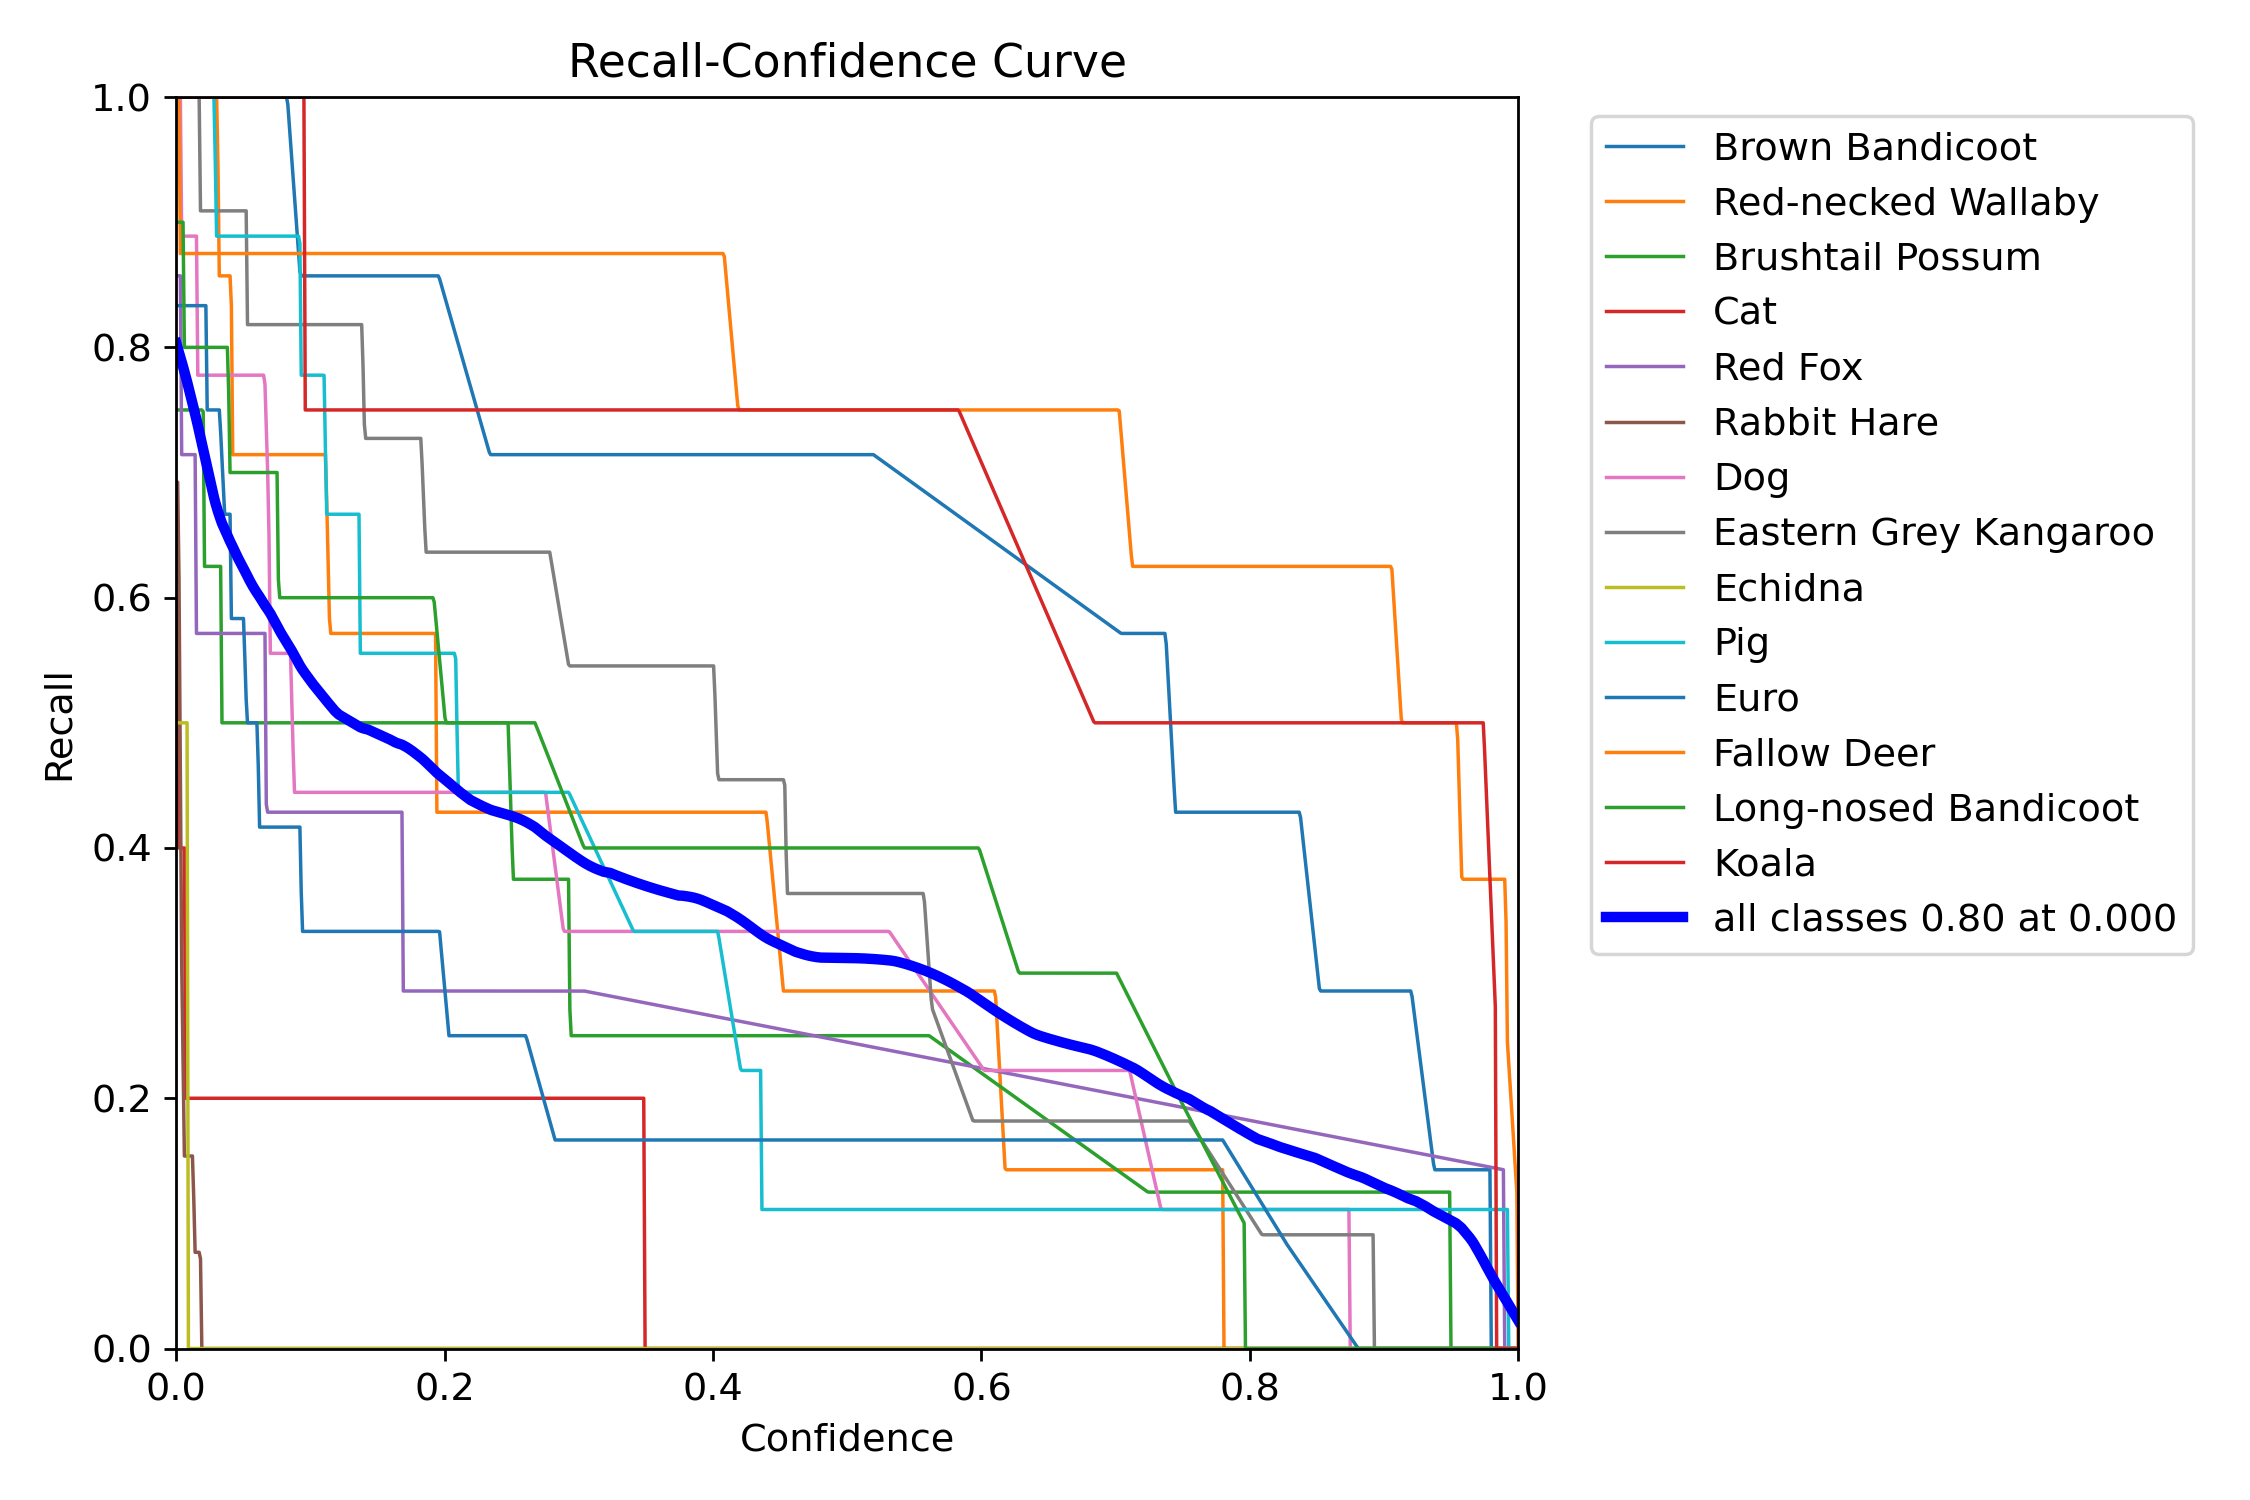 Recall-Confidence Curve
1.0
0.8
0.6
0.4
0.2
0.0
Recall
0.0 0.2 0.4 0.6 0.8 1.0
Confidence
Brown Bandicoot
Red-necked Wallaby
Brushtail Possum
Cat
Red Fox
Rabbit Hare
Dog
Eastern Grey Kangaroo
Echidna
Pig
Euro
Fallow Deer
Long-nosed Bandicoot
Koala
all classes 0.80 at 0.000